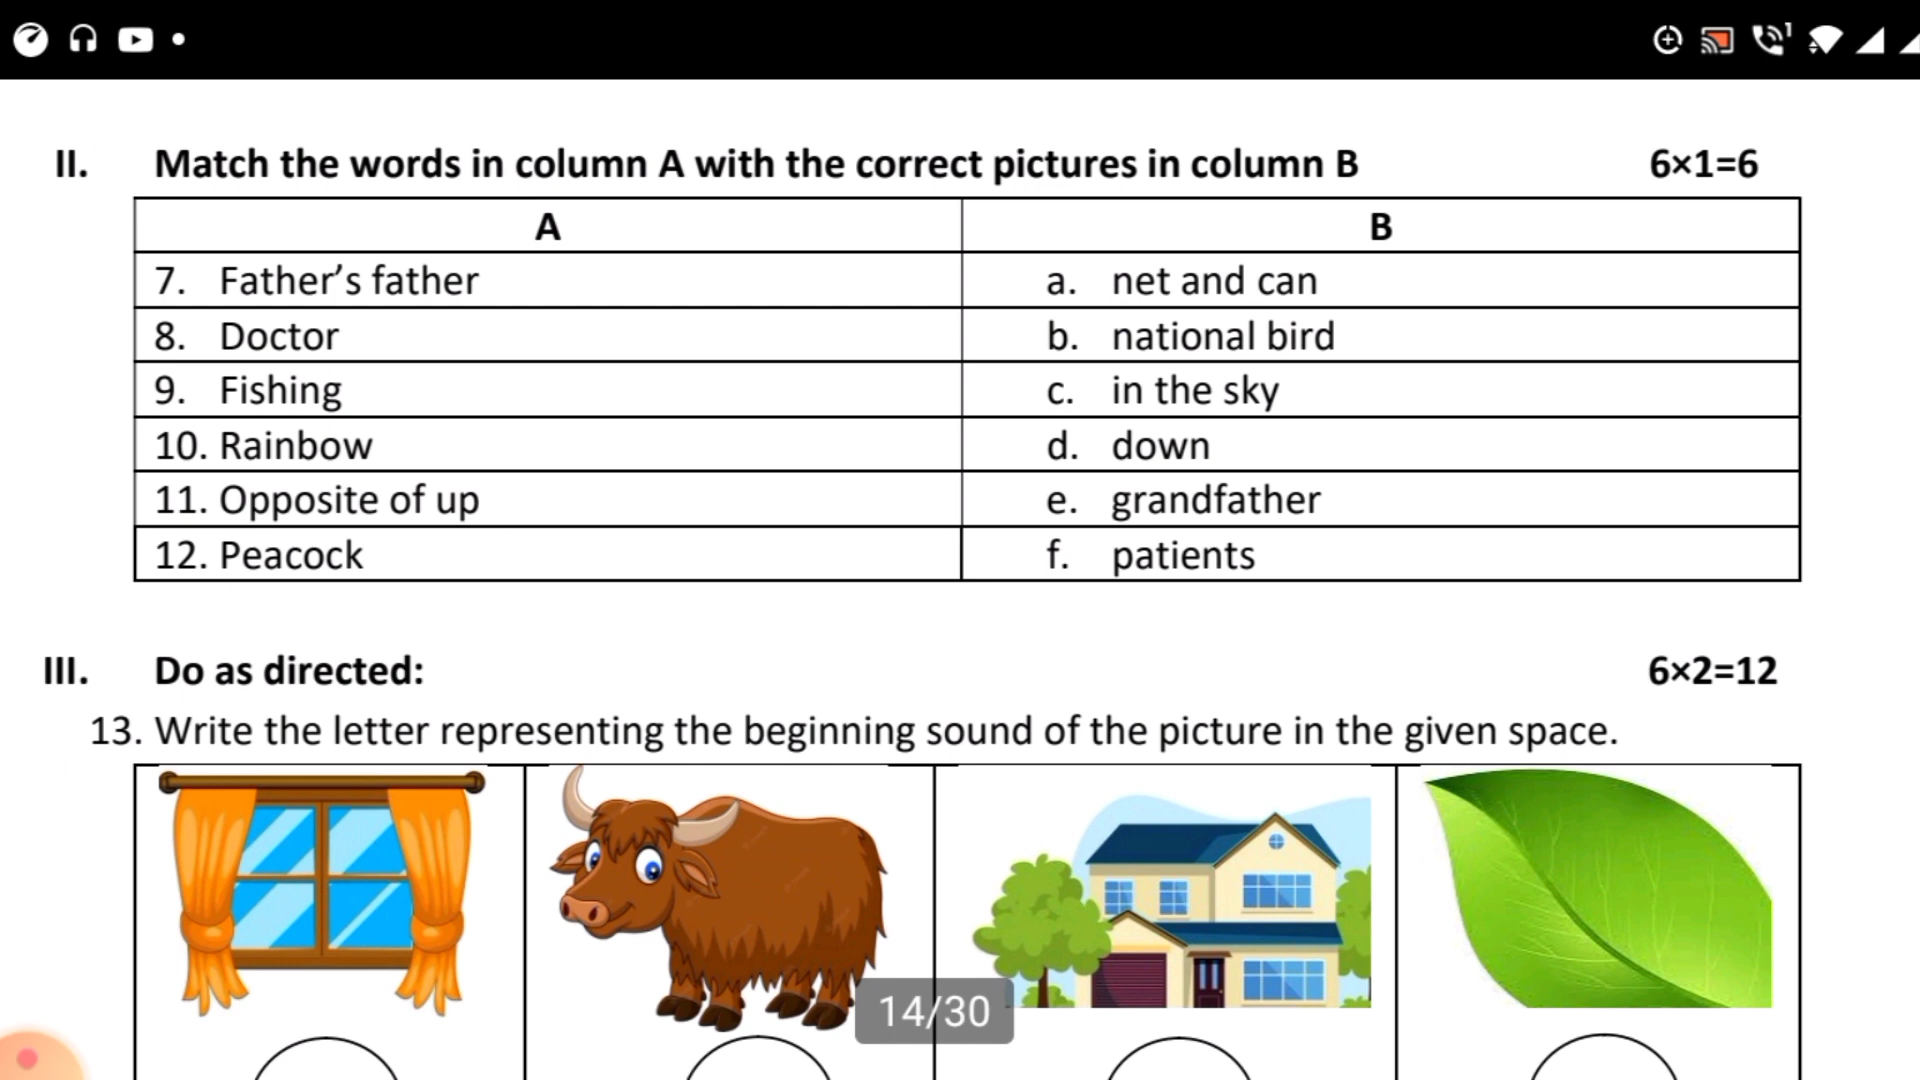 II. Match the words in column A with the correct pictures in column B 6×1=6
A B
7. Father’s father a. net and can
8. Doctor b. national bird
9. Fishing c. in the sky
10. Rainbow d. down
11. Opposite of up e. grandfather
12. Peacock f. patients
III. Do as directed: 6×2=12
13. Write the letter representing the beginning sound of the picture in the given space.
14/30